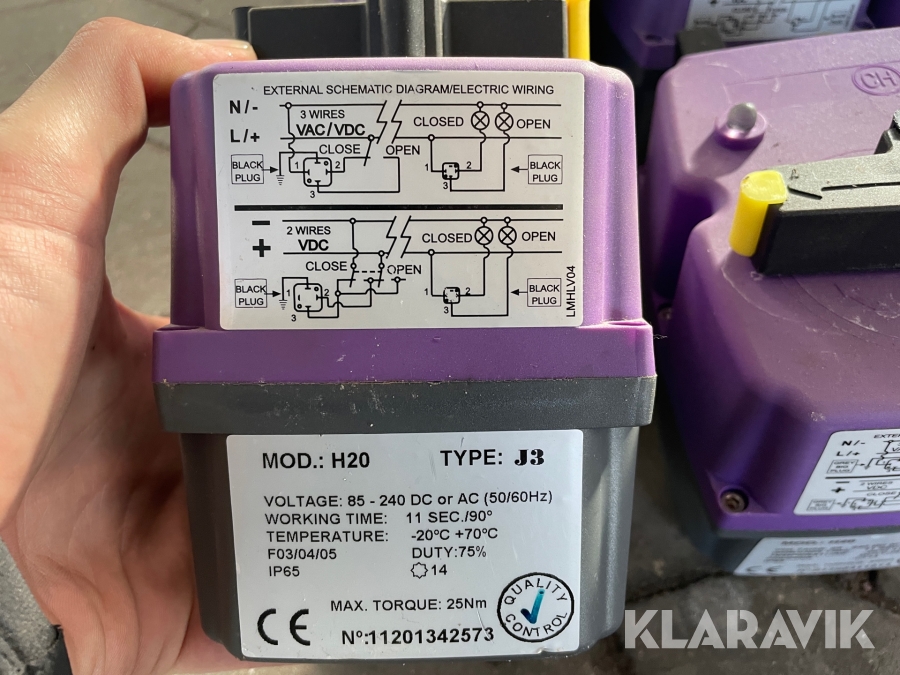 EXTERNAL SCHEMATIC DIAGRAM/ELECTRIC WIRING
N/-
3 WIRES
VAC/VDC
L/+
CLOSE
OPEN
CLOSED
OPEN
BLACK
PLUG
1
2
3
1
2
3
BLACK
PLUG
-
+
2 WIRES
VDC
CLOSE
OPEN
CLOSED
OPEN
BLACK
PLUG
1
2
3
1
2
3
BLACK
PLUG
LMHLV04
MOD.: H20 TYPE: J3
VOLTAGE: 85 - 240 DC or AC (50/60Hz)
WORKING TIME: 11 SEC./90º
TEMPERATURE: -20ºC +70ºC
F03/04/05 DUTY:75%
IP65 14
MAX. TORQUE: 25Nm
CE Nº:11201342573
QUALITY
CONTROL
CH
N/-
L/+
KLARAVIK